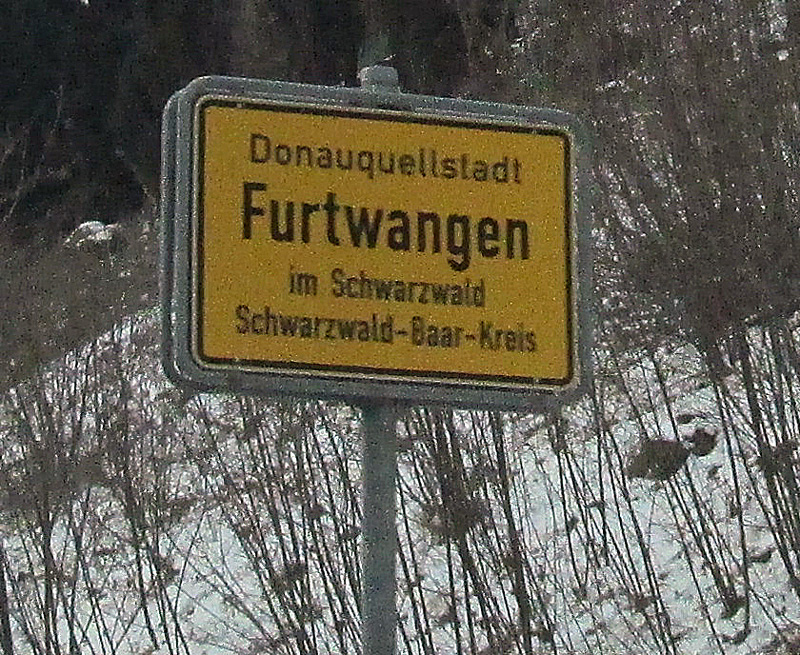 Donauquellstadt
Furtwangen
im Schwarzwald
Schwarzwald-Baar-Kreis